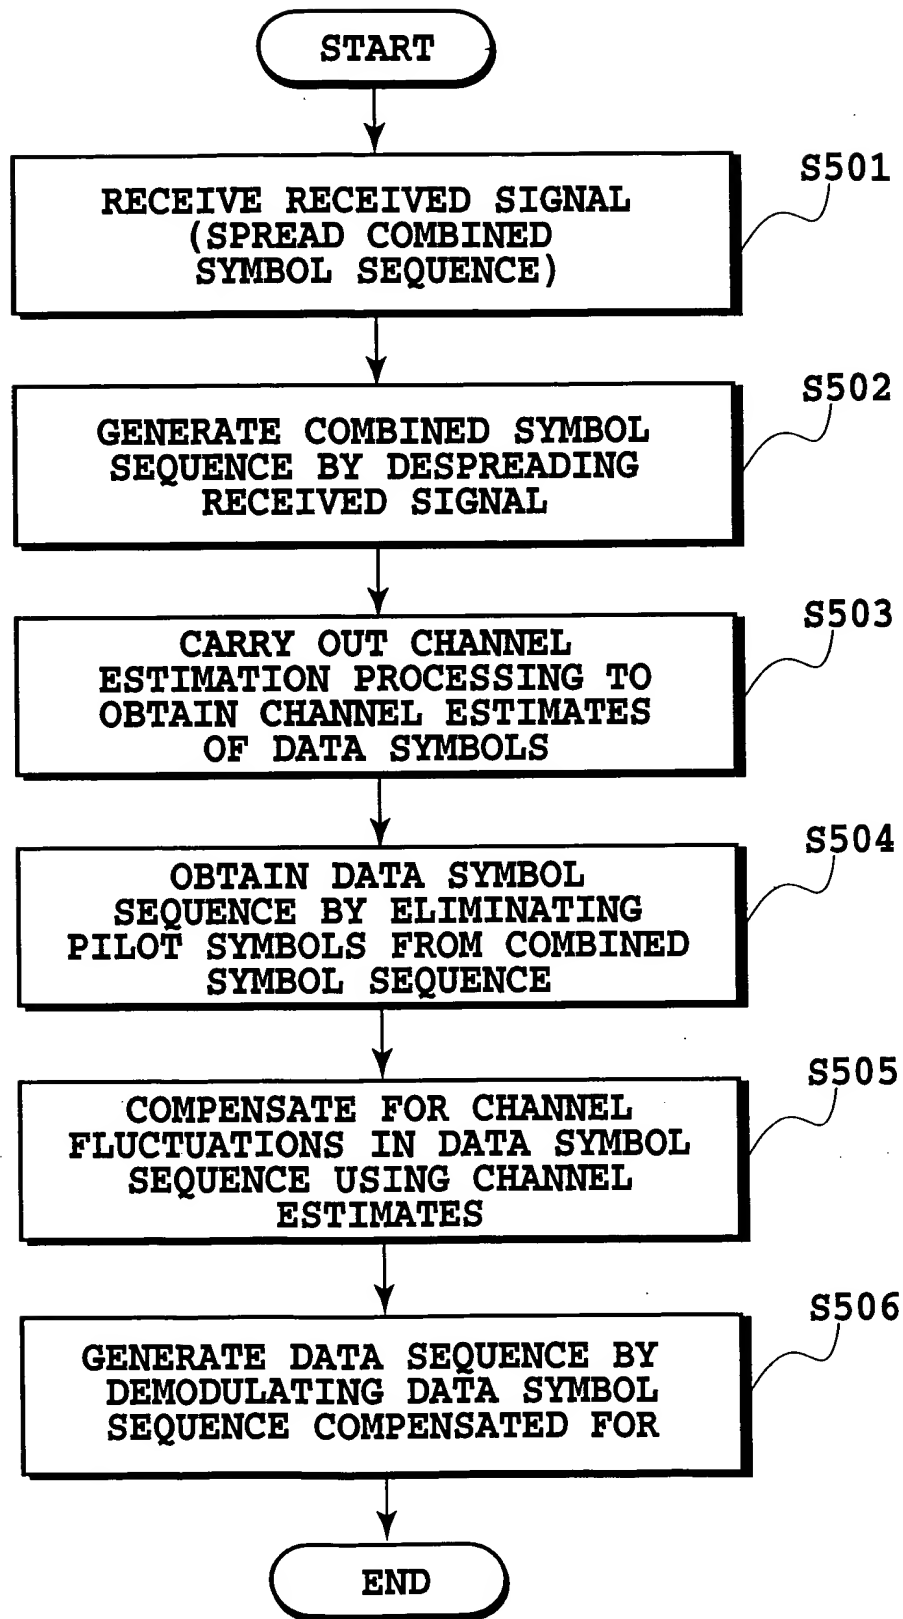 START
S501
RECEIVE RECEIVED SIGNAL
(SPREAD COMBINED
SYMBOL SEQUENCE)
S502
GENERATE COMBINED SYMBOL
SEQUENCE BY DESPREADING
RECEIVED SIGNAL
S503
CARRY OUT CHANNEL
ESTIMATION PROCESSING TO
OBTAIN CHANNEL ESTIMATES
OF DATA SYMBOLS
S504
OBTAIN DATA SYMBOL
SEQUENCE BY ELIMINATING
PILOT SYMBOLS FROM COMBINED
SYMBOL SEQUENCE
S505
COMPENSATE FOR CHANNEL
FLUCTUATIONS IN DATA SYMBOL
SEQUENCE USING CHANNEL
ESTIMATES
S506
GENERATE DATA SEQUENCE BY
DEMODULATING DATA SYMBOL
SEQUENCE COMPENSATED FOR
END